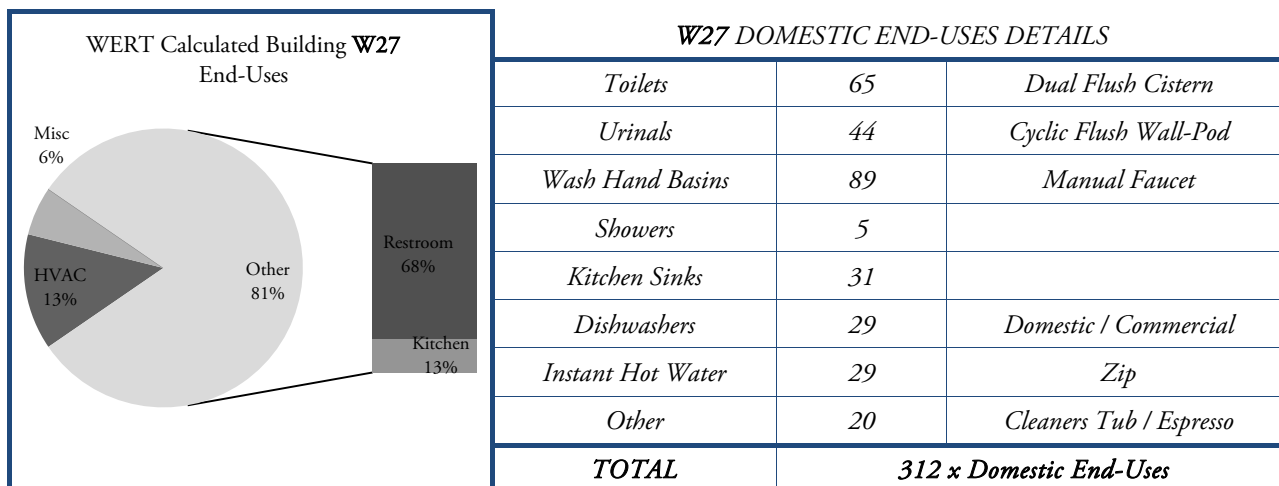 WERT Calculated Building W27
End-Uses
Misc
6%
HVAC
13%
Other
81%
Restroom
68%
Kitchen
13%
W27 DOMESTIC END-USES DETAILS
Toilets 65 Dual Flush Cistern
Urinals 44 Cyclic Flush Wall-Pod
Wash Hand Basins 89 Manual Faucet
Showers 5
Kitchen Sinks 31
Dishwashers 29 Domestic / Commercial
Instant Hot Water 29 Zip
Other 20 Cleaners Tub / Espresso
TOTAL 312 x Domestic End-Uses